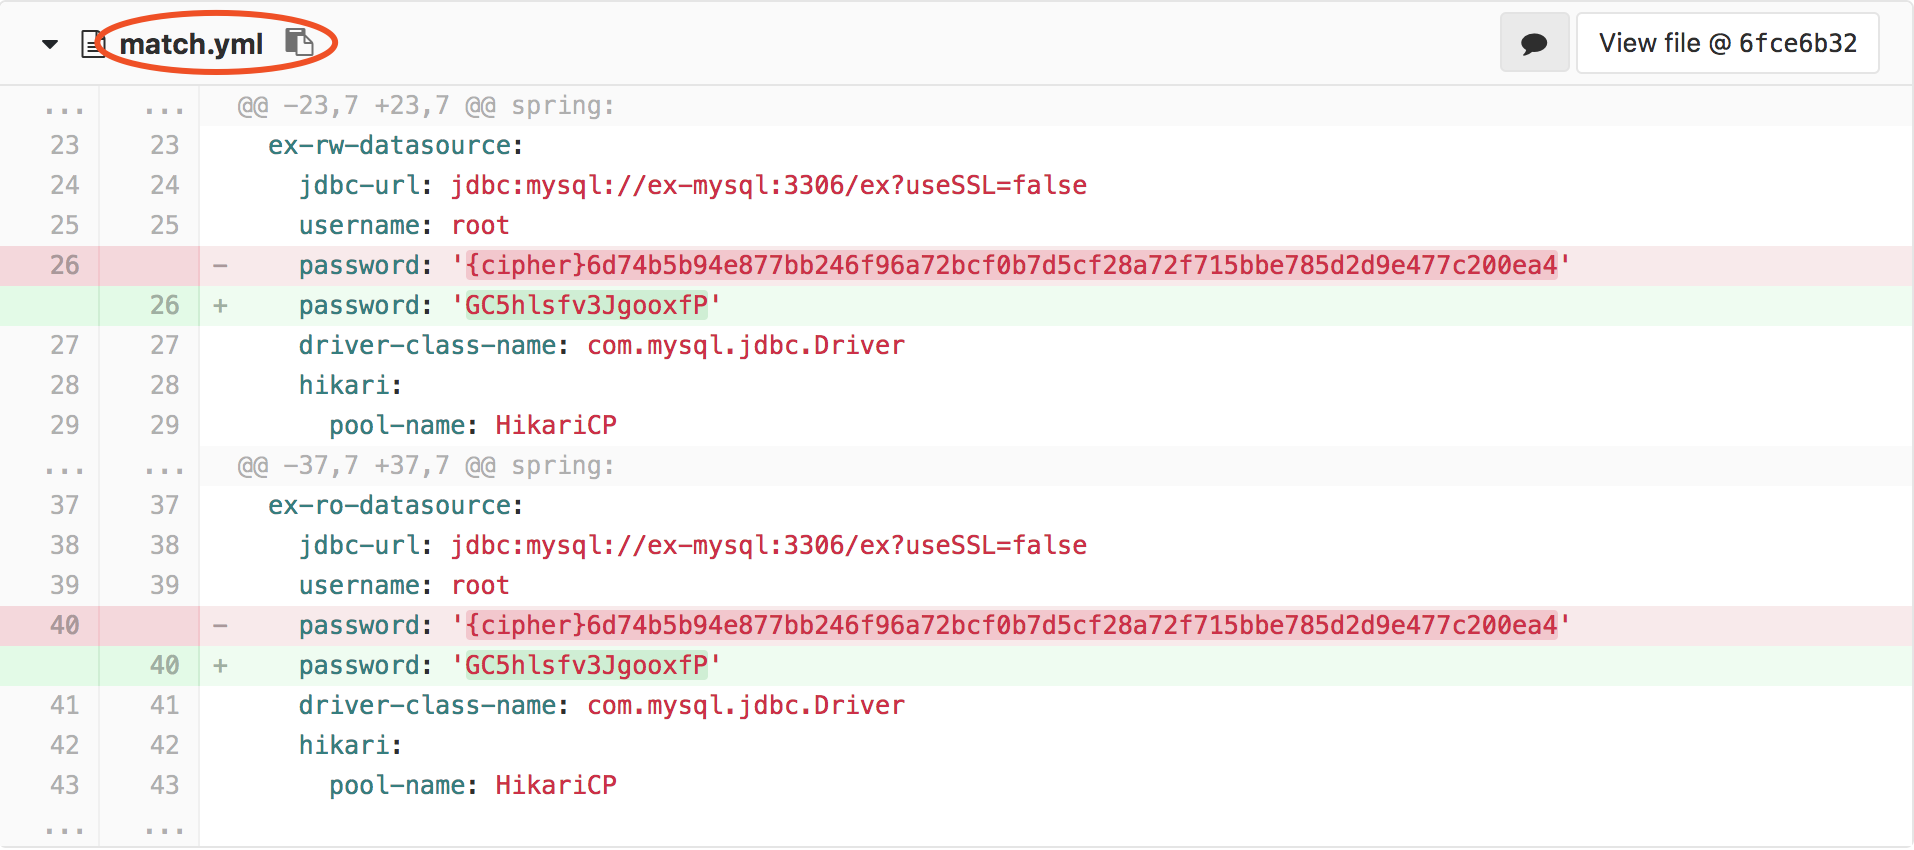 match.yml View file @ 6fce6b32
... ... @@ -23,7 +23,7 @@ spring:
23 23 ex-rw-datasource:
24 24 jdbc-url: jdbc:mysql://ex-mysql:3306/ex?useSSL=false
25 25 username: root
26 - password: '{cipher}6d74b5b94e877bb246f96a72bcf0b7d5cf28a72f715bbe785d2d9e477c200ea4'
26 + password: 'GC5hlsfv3JgooxfP'
27 27 driver-class-name: com.mysql.jdbc.Driver
28 28 hikari:
29 29 pool-name: HikariCP
... ... @@ -37,7 +37,7 @@ spring:
37 37 ex-ro-datasource:
38 38 jdbc-url: jdbc:mysql://ex-mysql:3306/ex?useSSL=false
39 39 username: root
40 - password: '{cipher}6d74b5b94e877bb246f96a72bcf0b7d5cf28a72f715bbe785d2d9e477c200ea4'
40 + password: 'GC5hlsfv3JgooxfP'
41 41 driver-class-name: com.mysql.jdbc.Driver
42 42 hikari:
43 43 pool-name: HikariCP
... ...